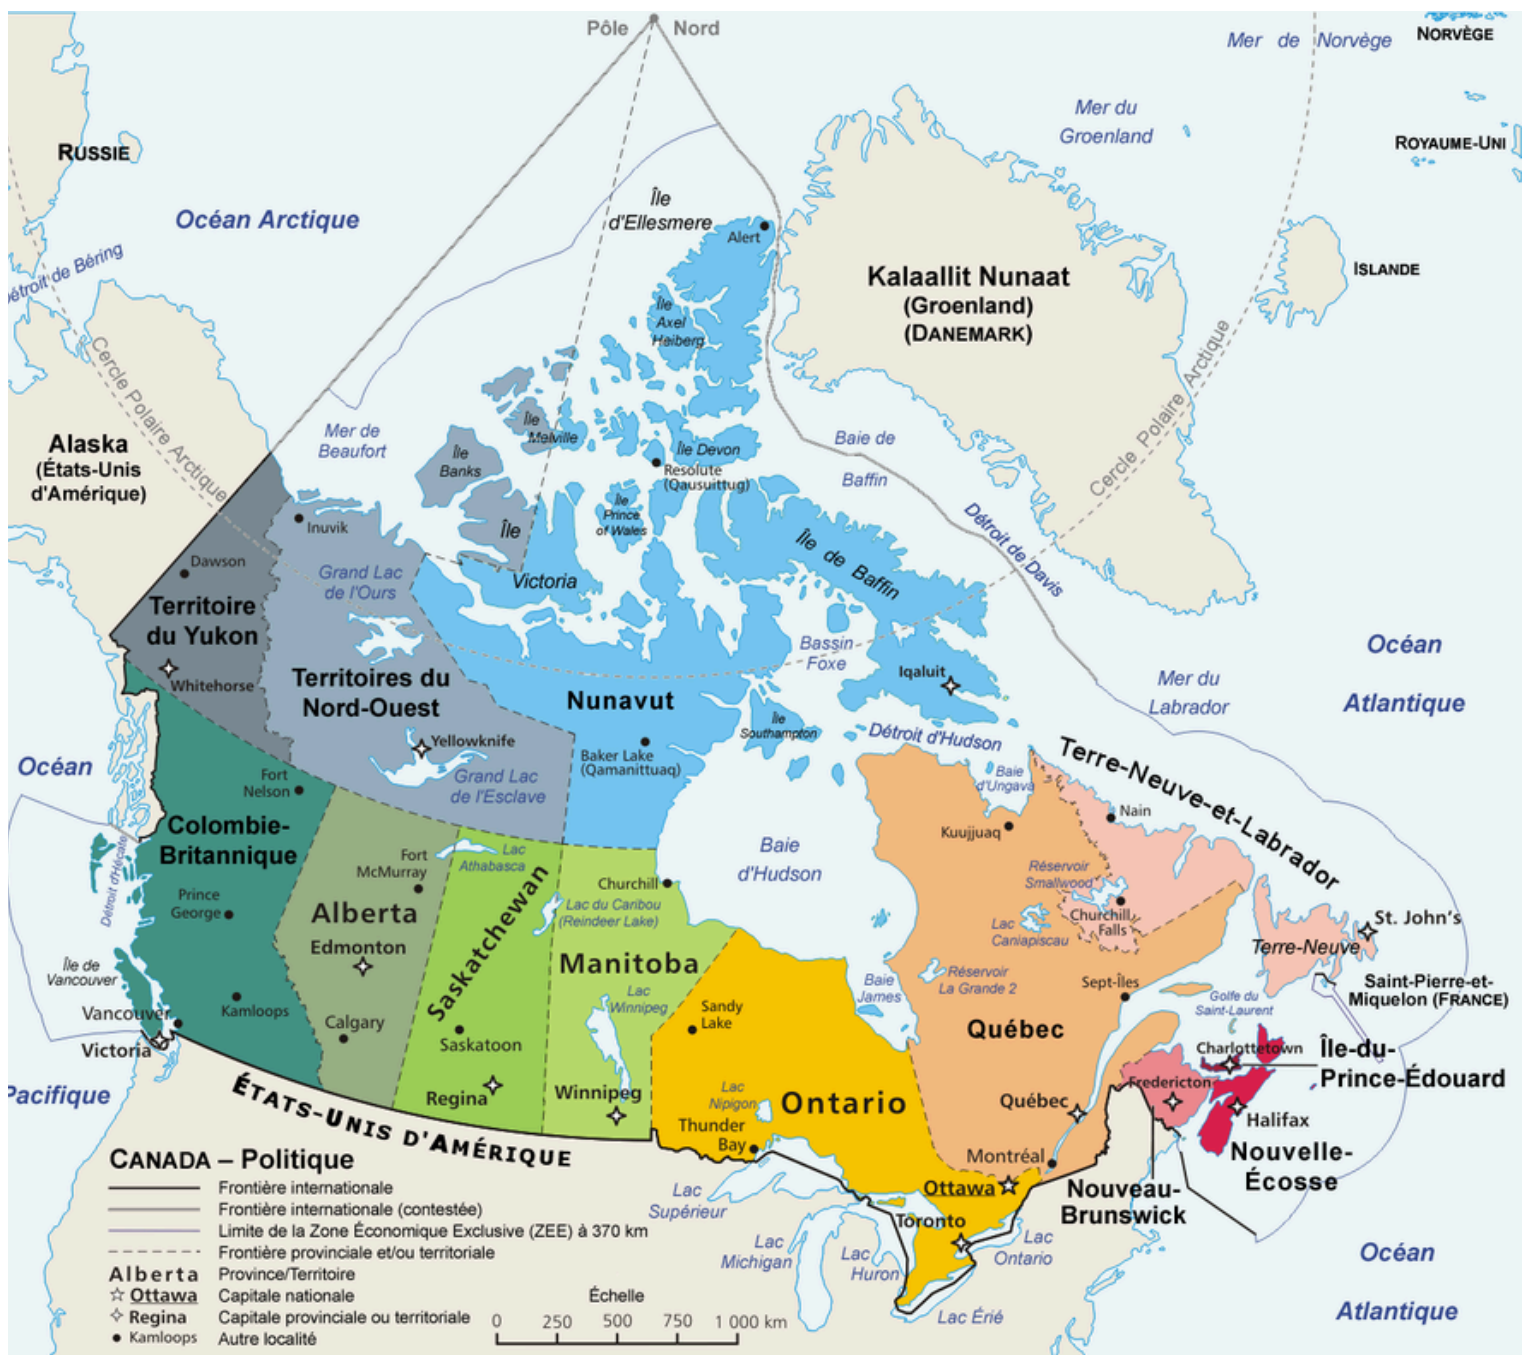 Pôle Nord
Mer de Norvège
NORVÈGE
Mer du
Groenland
ROYAUME-UNI
RUSSIE
Océan Arctique
Île
d'Ellesmere
Alert
Détroit de Béring
Kalaallit Nunaat
(Groenland)
(DANEMARK)
ISLANDE
Île
Axel
Heiberg
Cercle Polaire Arctique
Cercle Polaire Arctique
Alaska
(États-Unis
d'Amérique)
Mer de
Beaufort
Île
Melville
Île
Banks
Île Devon
Resolute
(Qausuittug)
Baie de
Baffin
Île
Prince
of Wales
Île
Victoria
Île de Baffin
Détroit de Davis
Inuvik
Dawson
Grand Lac
de l'Ours
Territoire
du Yukon
Whitehorse
Territoires du
Nord-Ouest
Yellowknife
Grand Lac
de l'Esclave
Nunavut
Baker Lake
(Qamanittuaq)
Bassin
Foxe
Iqaluit
Île
Southampton
Détroit d'Hudson
Mer du
Labrador
Océan
Atlantique
Océan
Pacifique
Fort
Nelson
Colombie-
Britannique
Détroit d'Hécate
Prince
George
Île de
Vancouver
Vancouver
Victoria
Kamloops
Fort
McMurray
Alberta
Edmonton
Calgary
Lac
Athabasca
Saskatchewan
Saskatoon
Regina
Churchill
Lac du Caribou
(Reindeer Lake)
Manitoba
Lac
Winnipeg
Winnipeg
Baie
d'Hudson
Baie
James
Sandy
Lake
Lac
Nipigon
Ontario
Thunder
Bay
Baie
d'Ungava
Kuujjuaq
Nain
Terre-Neuve-et-Labrador
Réservoir
Smallwood
Churchill
Falls
Lac
Caniapiscau
Réservoir
La Grande 2
Sept-Îles
Québec
Québec
Montréal
Ottawa
Toronto
Terre-Neuve
St. John's
Saint-Pierre-et-
Miquelon (FRANCE)
Golfe du
Saint-Laurent
Charlottetown
Île-du-
Prince-Édouard
Fredericton
Halifax
Nouvelle-
Écosse
Nouveau-
Brunswick
ÉTATS-UNIS D'AMÉRIQUE
Lac
Supérieur
Lac
Michigan
Lac
Huron
Lac
Ontario
Lac Érié
Océan
Atlantique
CANADA – Politique
Frontière internationale
Frontière internationale (contestée)
Limite de la Zone Économique Exclusive (ZEE) à 370 km
Frontière provinciale et/ou territoriale
Alberta Province/Territoire
Ottawa Capitale nationale
Regina Capitale provinciale ou territoriale
Kamloops Autre localité
Échelle
0 250 500 750 1 000 km